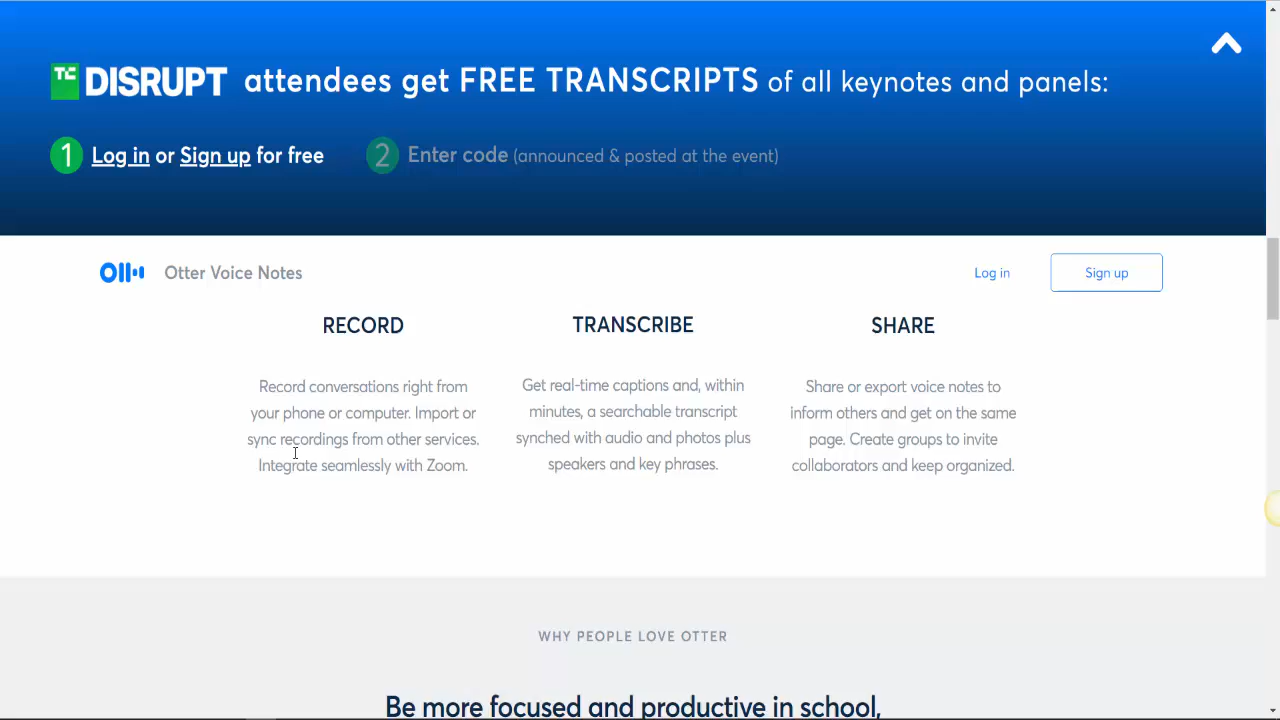 TC DISRUPT attendees get FREE TRANSCRIPTS of all keynotes and panels:
1 Log in or Sign up for free 2 Enter code (announced & posted at the event)
Otter Voice Notes Log in Sign up
RECORD
Record conversations right from
your phone or computer. Import or
sync recordings from other services.
Integrate seamlessly with Zoom.
TRANSCRIBE
Get real-time captions and, within
minutes, a searchable transcript
synched with audio and photos plus
speakers and key phrases.
SHARE
Share or export voice notes to
inform others and get on the same
page. Create groups to invite
collaborators and keep organized.
WHY PEOPLE LOVE OTTER
Be more focused and productive in school,